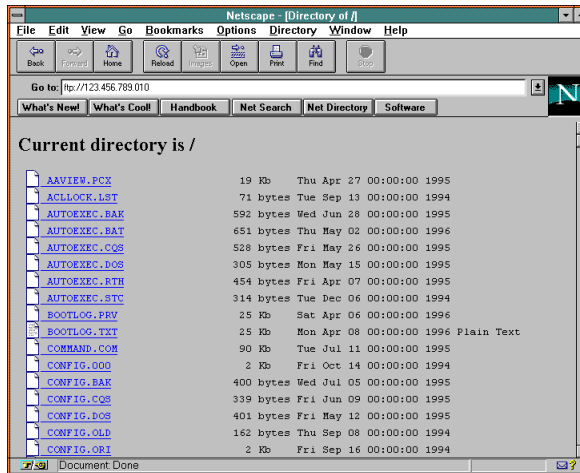 Netscape - [Directory of /]
File Edit View Go Bookmarks Options Directory Window Help
Back Forward Home Reload Images Open Print Find Stop
Go to: ftp://123.456.789.010
What's New! What's Cool! Handbook Net Search Net Directory Software
N
Current directory is /
AAVIEW.PCX 19 Kb Thu Apr 27 00:00:00 1995
ACLLOCK.LST 71 bytes Tue Sep 13 00:00:00 1994
AUTOEXEC.BAK 592 bytes Wed Jun 28 00:00:00 1995
AUTOEXEC.BAT 651 bytes Thu May 02 00:00:00 1996
AUTOEXEC.CQS 528 bytes Fri May 26 00:00:00 1995
AUTOEXEC.DOS 305 bytes Mon May 15 00:00:00 1995
AUTOEXEC.RTH 454 bytes Fri Apr 07 00:00:00 1995
AUTOEXEC.STC 314 bytes Tue Dec 06 00:00:00 1994
BOOTLOG.PRV 25 Kb Sat Apr 06 00:00:00 1996
BOOTLOG.TXT 25 Kb Mon Apr 08 00:00:00 1996 Plain Text
COMMAND.COM 90 Kb Tue Jul 11 00:00:00 1995
CONFIG.000 2 Kb Fri Oct 14 00:00:00 1994
CONFIG.BAK 400 bytes Wed Jul 05 00:00:00 1995
CONFIG.CQS 339 bytes Fri Jun 09 00:00:00 1995
CONFIG.DOS 401 bytes Fri May 12 00:00:00 1995
CONFIG.OLD 162 bytes Thu Sep 08 00:00:00 1994
CONFIG.ORI 2 Kb Fri Sep 16 00:00:00 1994
Document: Done